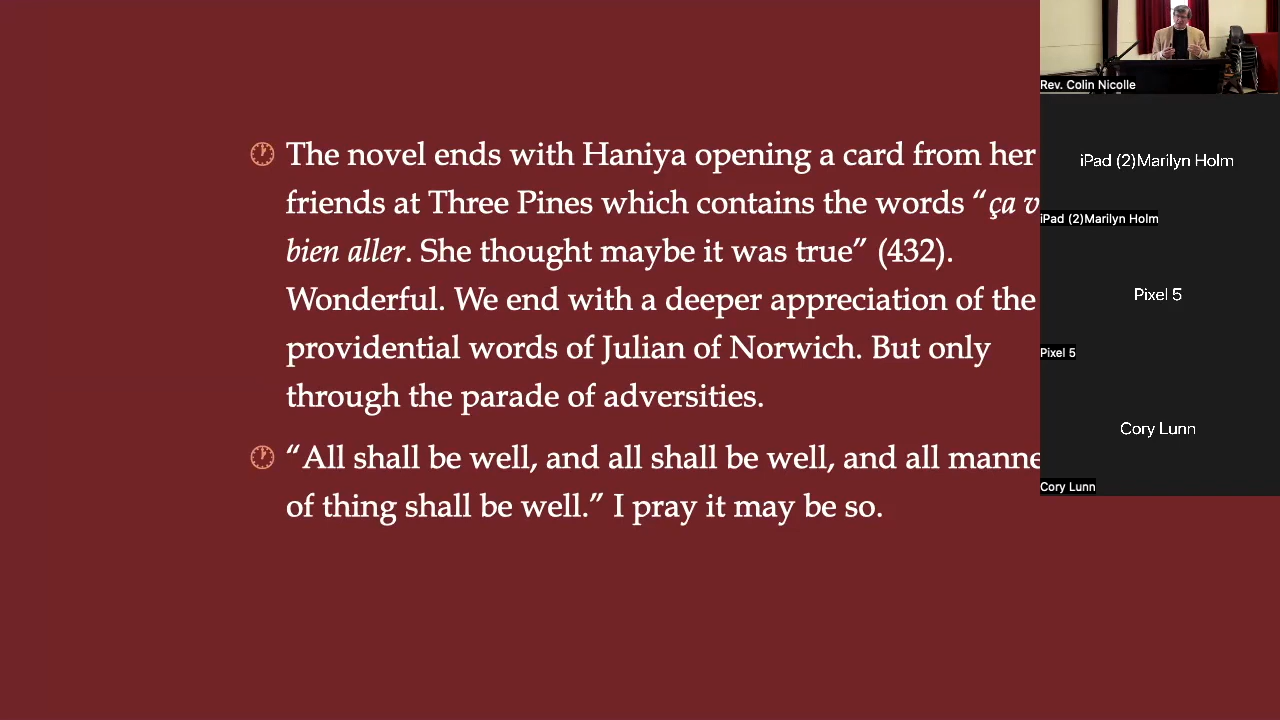 The novel ends with Haniya opening a card from her
friends at Three Pines which contains the words “ça v
bien aller. She thought maybe it was true” (432).
Wonderful. We end with a deeper appreciation of the
providential words of Julian of Norwich. But only
through the parade of adversities.
“All shall be well, and all shall be well, and all manne
of thing shall be well.” I pray it may be so.
Rev. Colin Nicolle
iPad (2)Marilyn Holm
iPad (2)Marilyn Holm
Pixel 5
Pixel 5
Cory Lunn
Cory Lunn